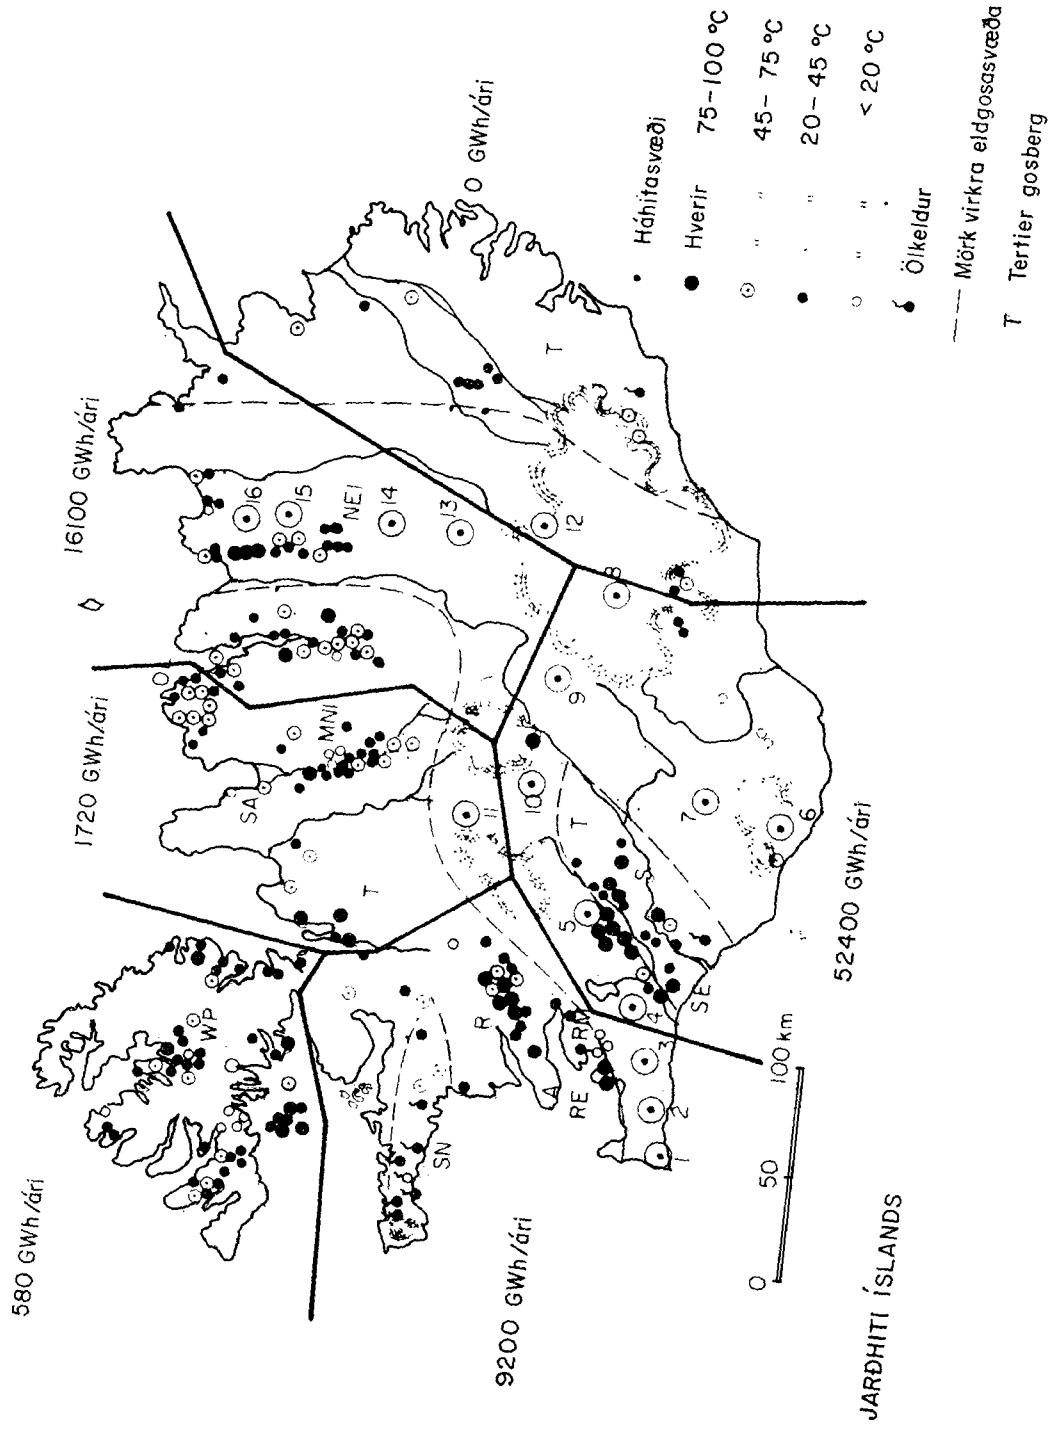 580 GWh/ári
1720 GWh/ári
16100 GWh/ári
0 GWh/ári
9200 GWh/ári
52400 GWh/ári
WP
SA
MNI
NEI
T
T
T
R
SN
A
RE
RM
SE
S
1
2
3
4
5
6
7
8
9
10
11
12
13
14
15
16
0 50 100 km
JARÐHITI ÍSLANDS
Háhitasvæði
Hverir 75-100 °C
" " 45-75 °C
" 20-45 °C
" " < 20 °C
Ölkeldur
Mörk virkra eldgosasvæða
T Tertier gosberg